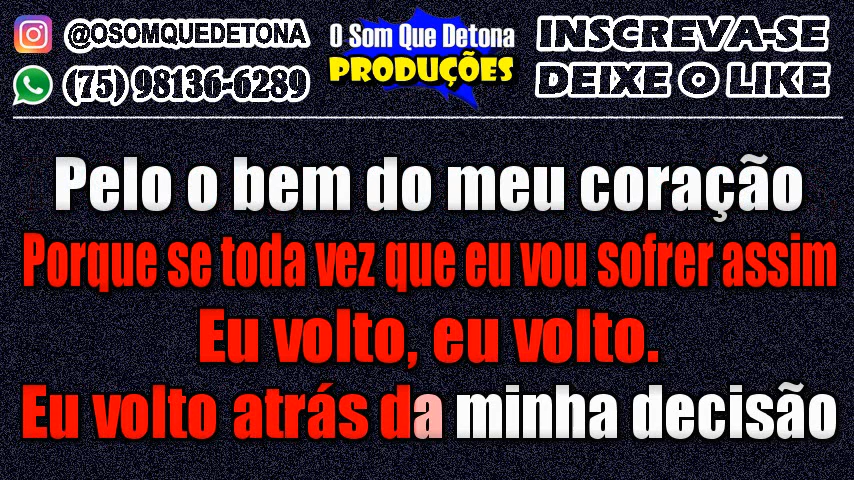 @OSOMQUEDETONA
(75) 98136-6289
O Som Que Detona
PRODUÇÕES
INSCREVA-SE
DEIXE O LIKE
Pelo o bem do meu coração
Porque se toda vez que eu vou sofrer assim
Eu volto, eu volto.
Eu volto atrás da minha decisão